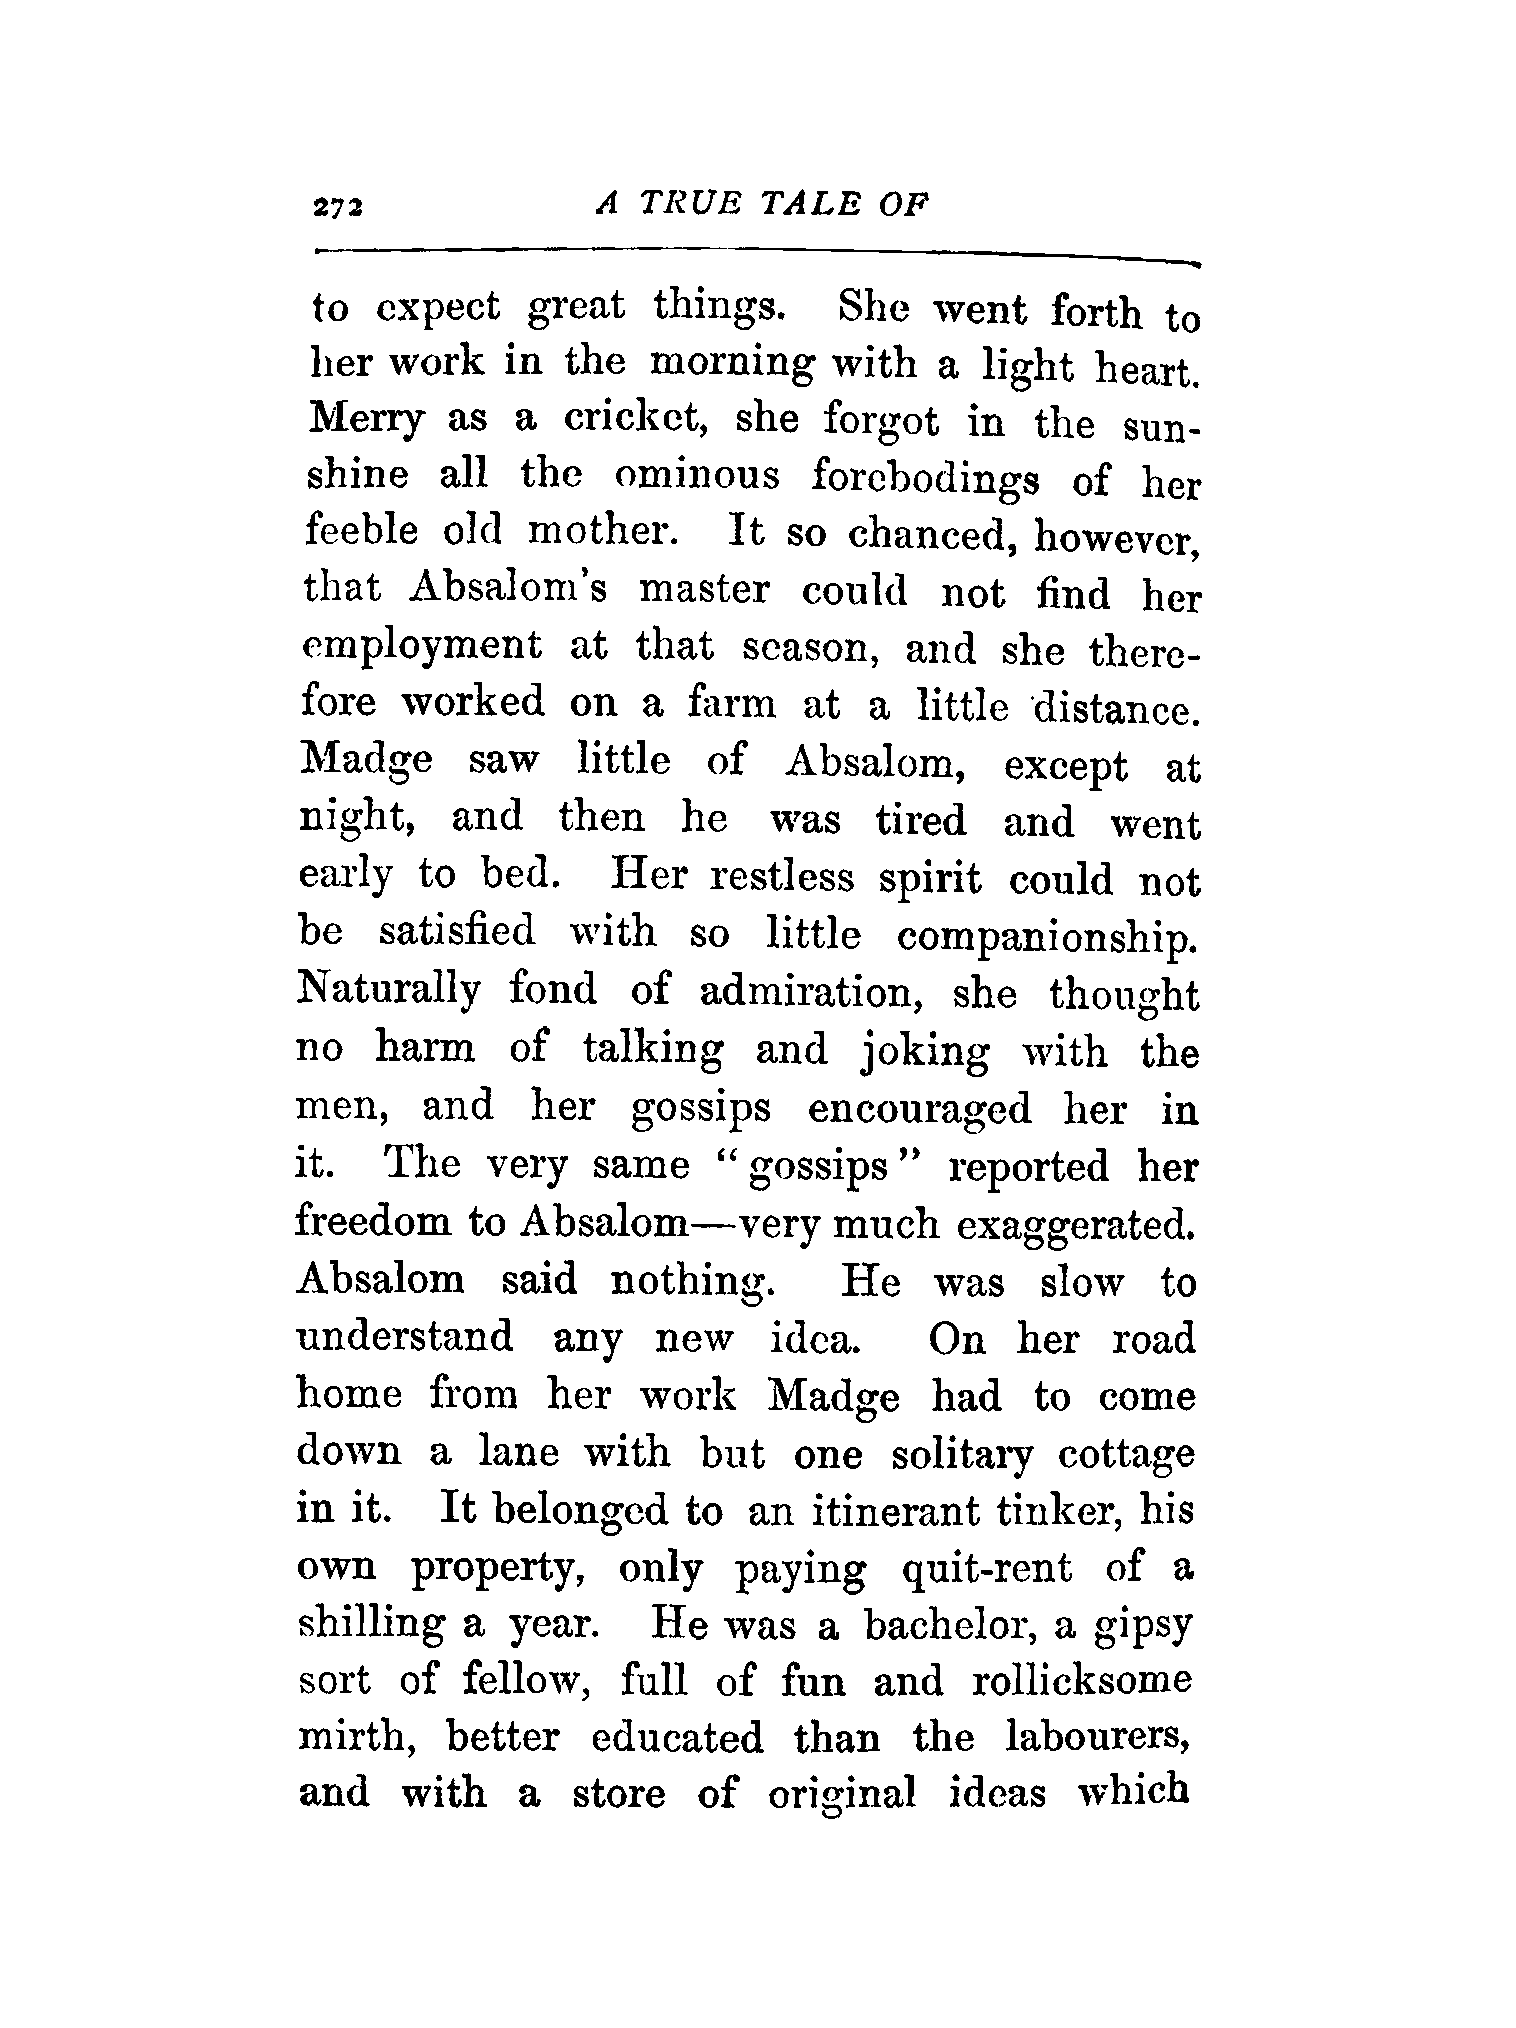 272 A TRUE TALE OF
to expect great things. She went forth to
her work in the morning with a light heart.
Merry as a cricket, she forgot in the sun-
shine all the ominous forebodings of her
feeble old mother. It so chanced, however,
that Absalom's master could not find her
employment at that season, and she there-
fore worked on a farm at a little distance.
Madge saw little of Absalom, except at
night, and then he was tired and went
early to bed. Her restless spirit could not
be satisfied with so little companionship.
Naturally fond of admiration, she thought
no harm of talking and joking with the
men, and her gossips encouraged her in
it. The very same "gossips" reported her
freedom to Absalom—very much exaggerated.
Absalom said nothing. He was slow to
understand any new idea. On her road
home from her work Madge had to come
down a lane with but one solitary cottage
in it. It belonged to an itinerant tinker, his
own property, only paying quit-rent of a
shilling a year. He was a bachelor, a gipsy
sort of fellow, full of fun and rollicksome
mirth, better educated than the labourers,
and with a store of original ideas which